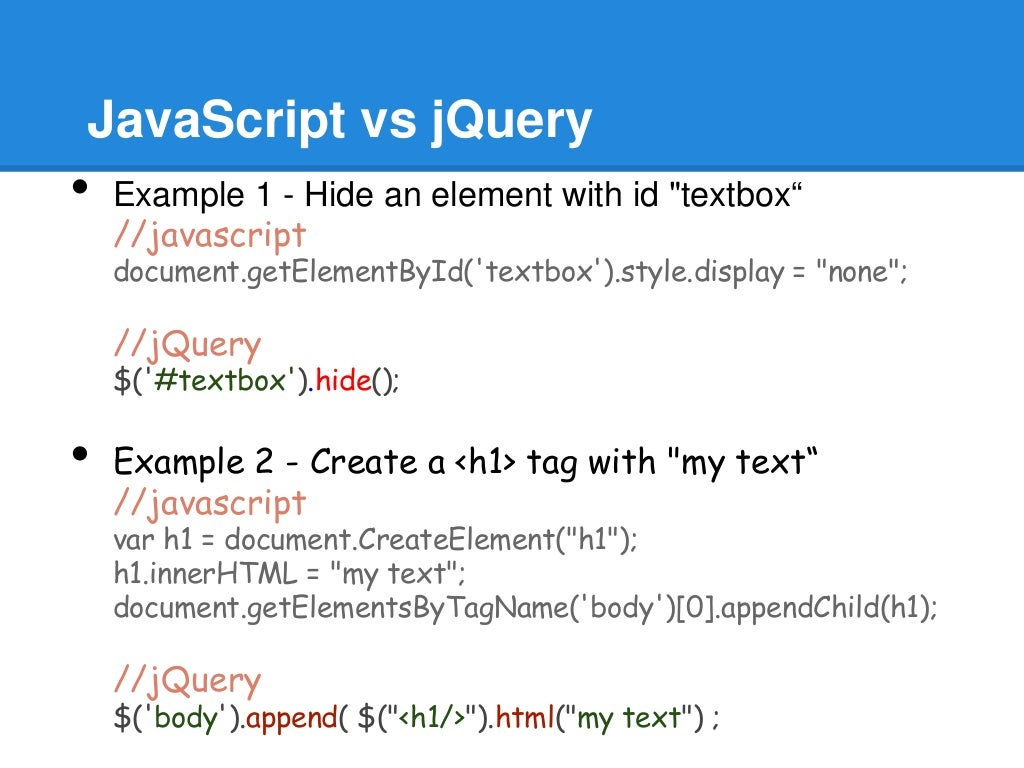 JavaScript vs jQuery
• Example 1 - Hide an element with id "textbox“
//javascript
document.getElementById('textbox').style.display = "none";
//jQuery
$('#textbox').hide();
• Example 2 - Create a <h1> tag with "my text“
//javascript
var h1 = document.CreateElement("h1");
h1.innerHTML = "my text";
document.getElementsByTagName('body')[0].appendChild(h1);
//jQuery
$('body').append( $("<h1/>").html("my text") ;